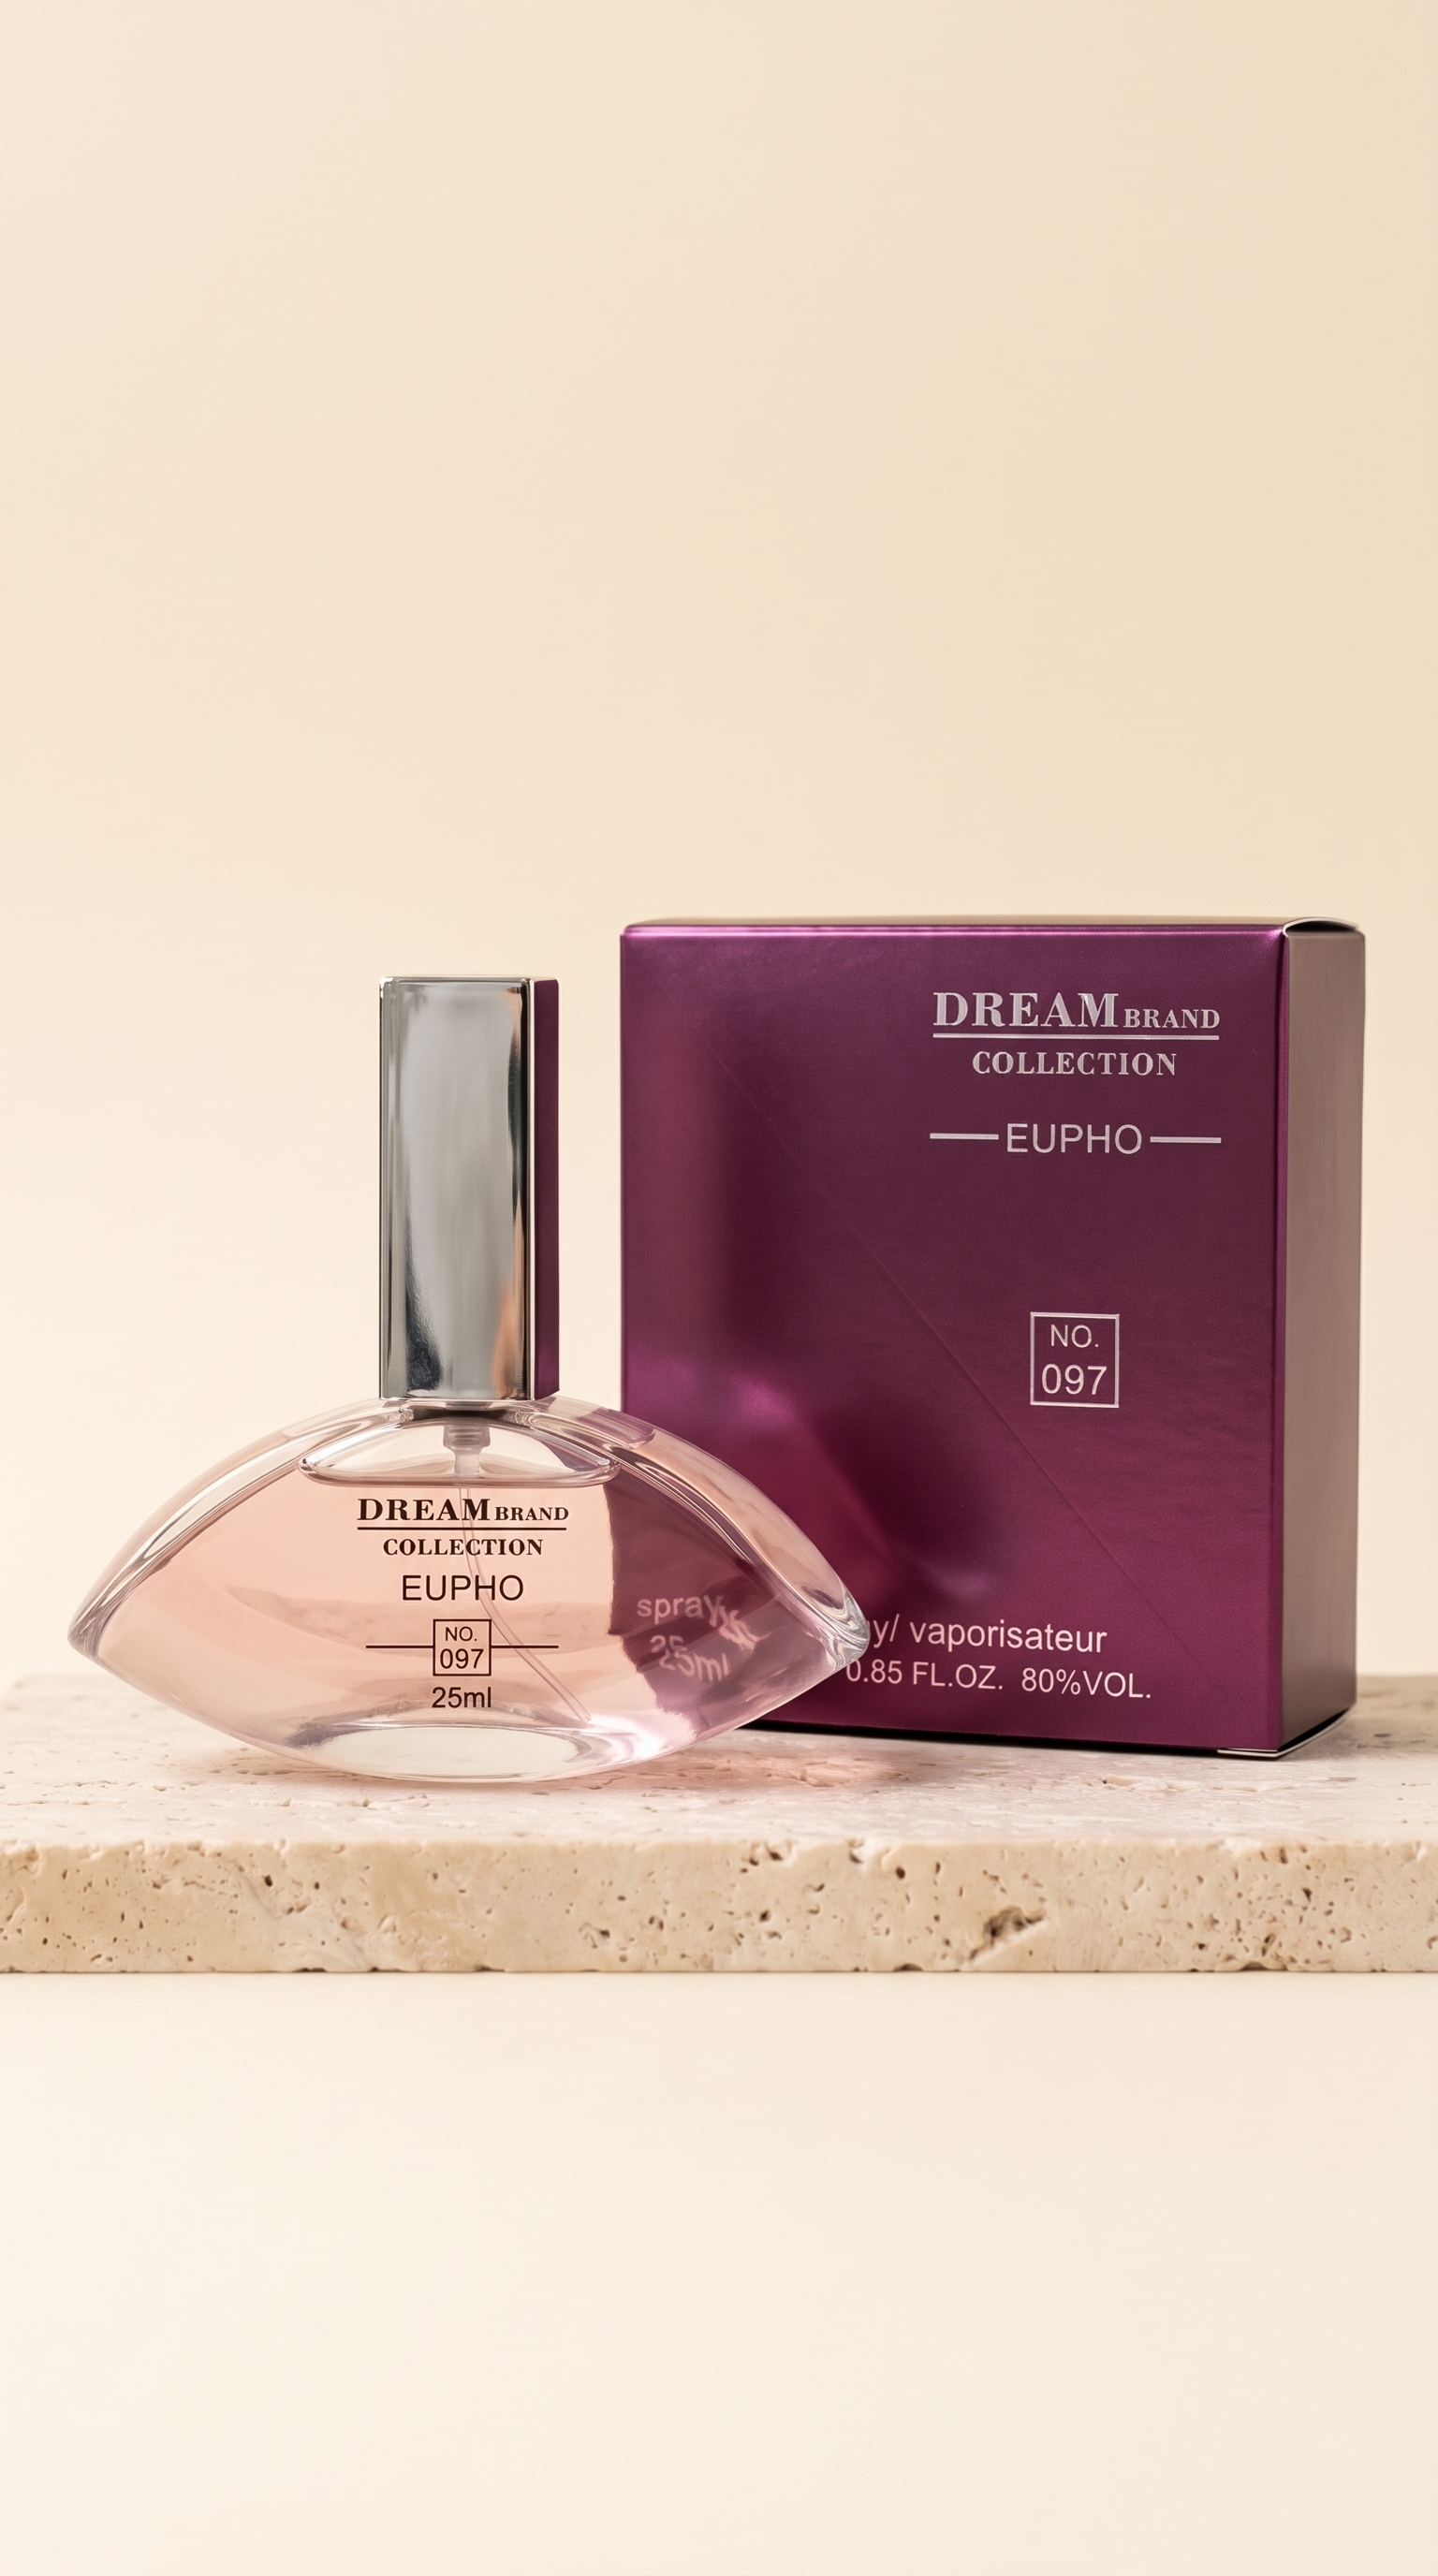 DREAM BRAND
COLLECTION
EUPHO
NO.
097
25ml
spray
25ml
DREAM BRAND
COLLECTION
EUPHO
NO.
097
vaporisateur
0.85 FL.OZ. 80%VOL.